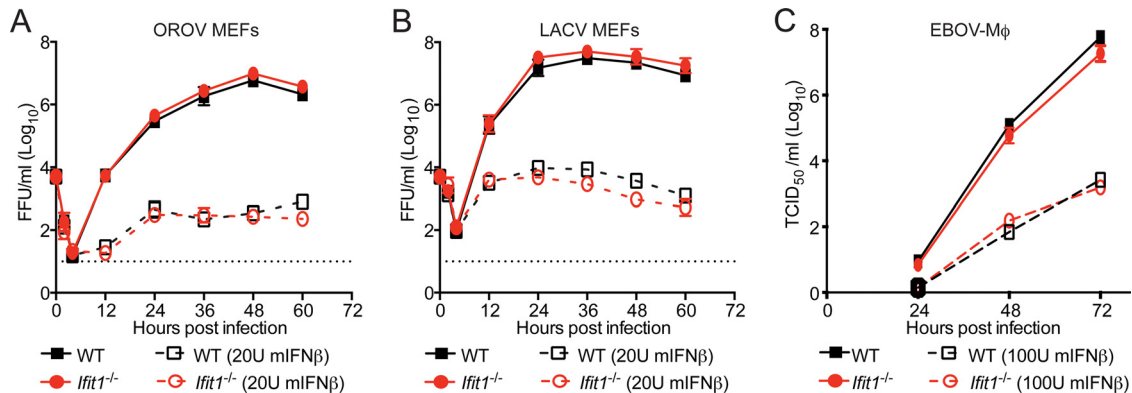 A
OROV MEFs
FFU/ml (Log10)
8
6
4
2
0
0 12 24 36 48 60 72
Hours post infection
WT
WT (20U mIFNβ)
Ifit1-/-
Ifit1-/- (20U mIFNβ)
B
LACV MEFs
FFU/ml (Log10)
8
6
4
2
0
0 12 24 36 48 60 72
Hours post infection
WT
WT (20U mIFNβ)
Ifit1-/-
Ifit1-/- (20U mIFNβ)
C
EBOV-Mϕ
TCID50/ml (Log10)
8
6
4
2
0
0 24 48 72
Hours post infection
WT
WT (100U mIFNβ)
Ifit1-/-
Ifit1-/- (100U mIFNβ)